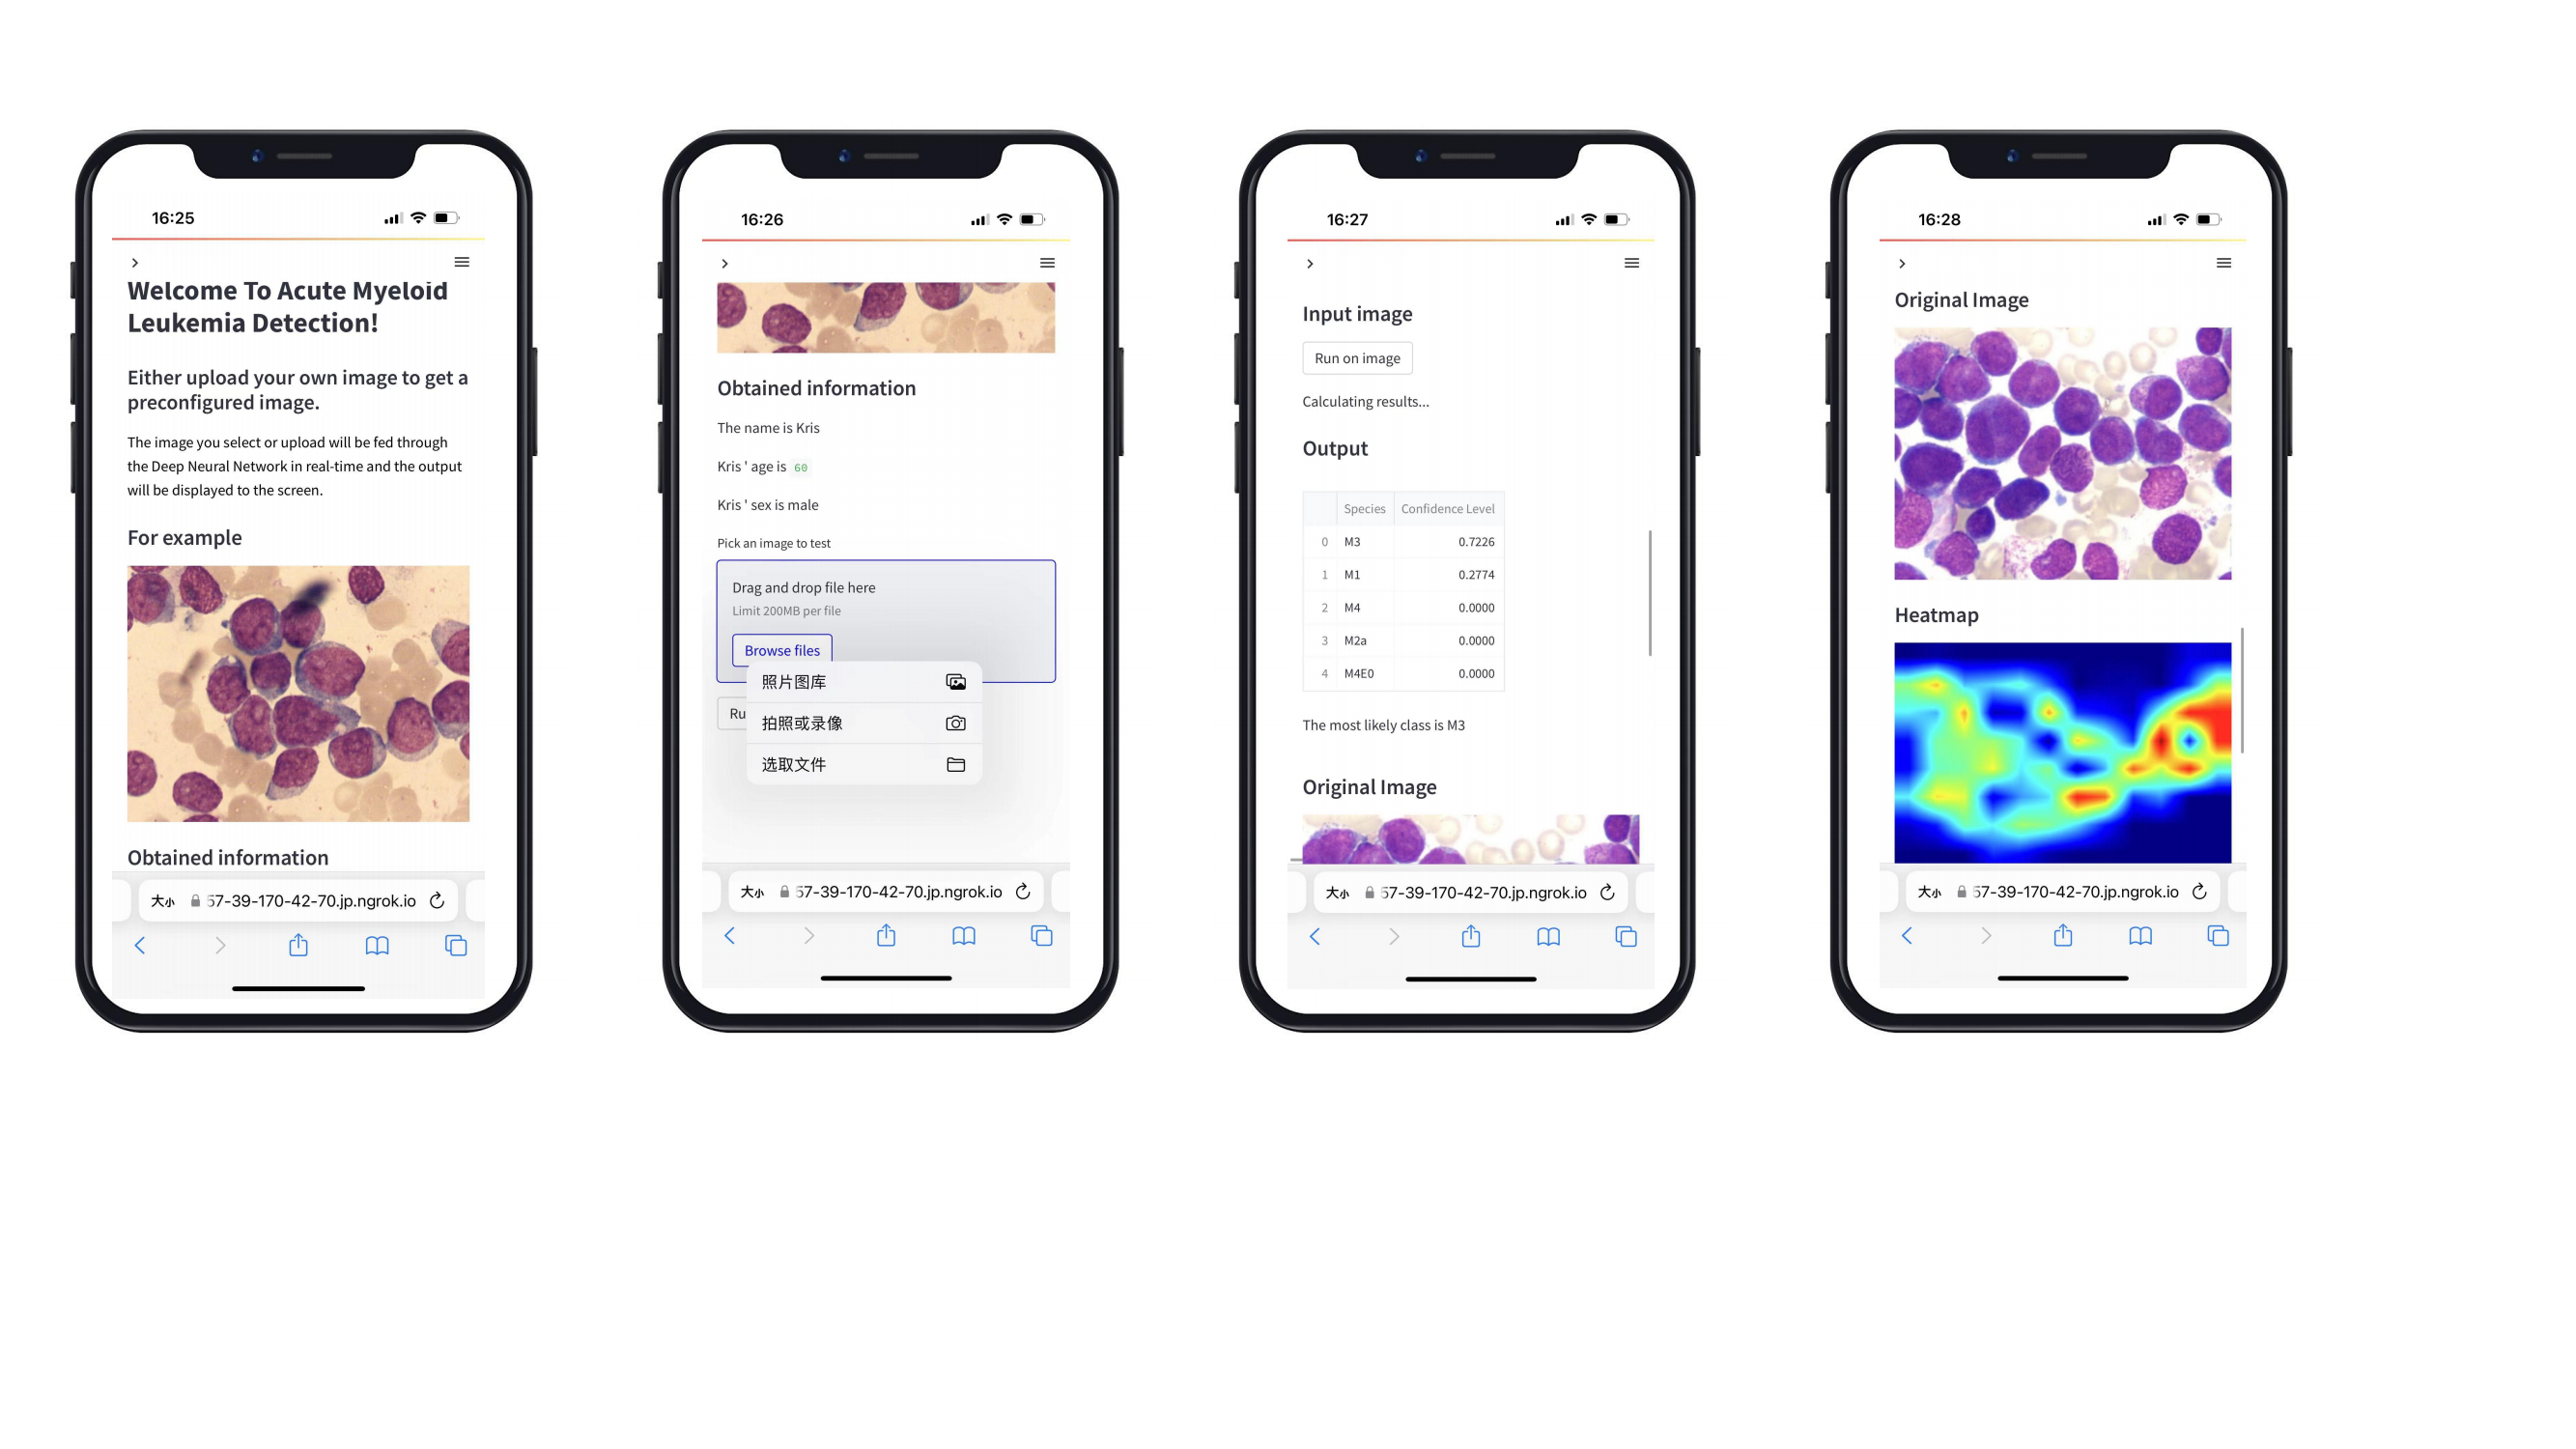 16:25
Welcome To Acute Myeloid
Leukemia Detection!
Either upload your own image to get a
preconfigured image.
The image you select or upload will be fed through
the Deep Neural Network in real-time and the output
will be displayed to the screen.
For example
Obtained information
大小 57-39-170-42-70.jp.ngrok.io
16:26
Obtained information
The name is Kris
Kris ' age is 60
Kris ' sex is male
Pick an image to test
Drag and drop file here
Limit 200MB per file
Browse files
Ru
照片图库
拍照或录像
选取文件
大小 57-39-170-42-70.jp.ngrok.io
16:27
Input image
Run on image
Calculating results...
Output
Species Confidence Level
0 M3 0.7226
1 M1 0.2774
2 M4 0.0000
3 M2a 0.0000
4 M4E0 0.0000
The most likely class is M3
Original Image
大小 57-39-170-42-70.jp.ngrok.io
16:28
Original Image
Heatmap
大小 57-39-170-42-70.jp.ngrok.io